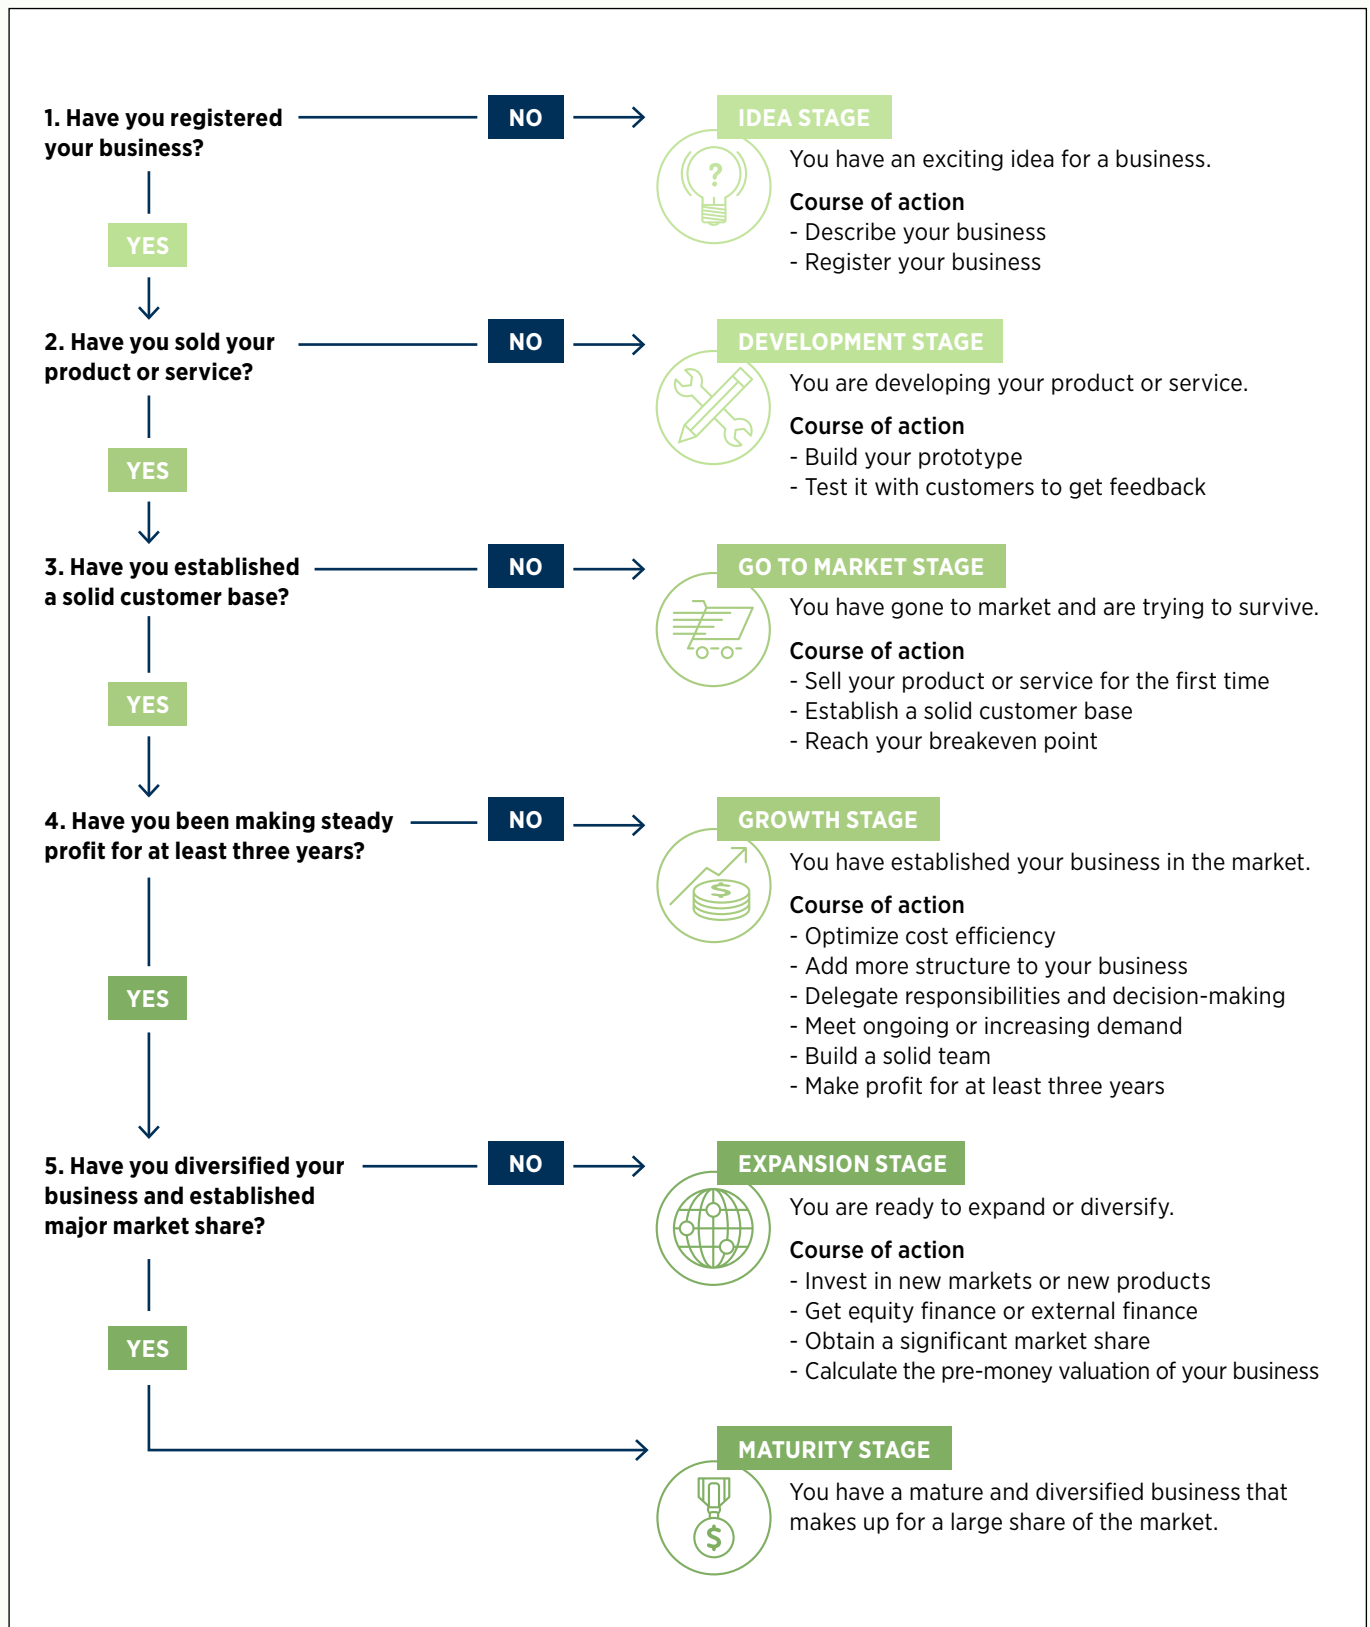 1. Have you registered
your business?
NO
IDEA STAGE
?
You have an exciting idea for a business.
Course of action
- Describe your business
- Register your business
YES
2. Have you sold your
product or service?
NO
DEVELOPMENT STAGE
You are developing your product or service.
Course of action
- Build your prototype
- Test it with customers to get feedback
YES
3. Have you established
a solid customer base?
NO
GO TO MARKET STAGE
You have gone to market and are trying to survive.
Course of action
- Sell your product or service for the first time
- Establish a solid customer base
- Reach your breakeven point
YES
4. Have you been making steady
profit for at least three years?
NO
GROWTH STAGE
$
You have established your business in the market.
Course of action
- Optimize cost efficiency
- Add more structure to your business
- Delegate responsibilities and decision-making
- Meet ongoing or increasing demand
- Build a solid team
- Make profit for at least three years
YES
5. Have you diversified your
business and established
major market share?
NO
EXPANSION STAGE
You are ready to expand or diversify.
Course of action
- Invest in new markets or new products
- Get equity finance or external finance
- Obtain a significant market share
- Calculate the pre-money valuation of your business
YES
MATURITY STAGE
$
You have a mature and diversified business that
makes up for a large share of the market.